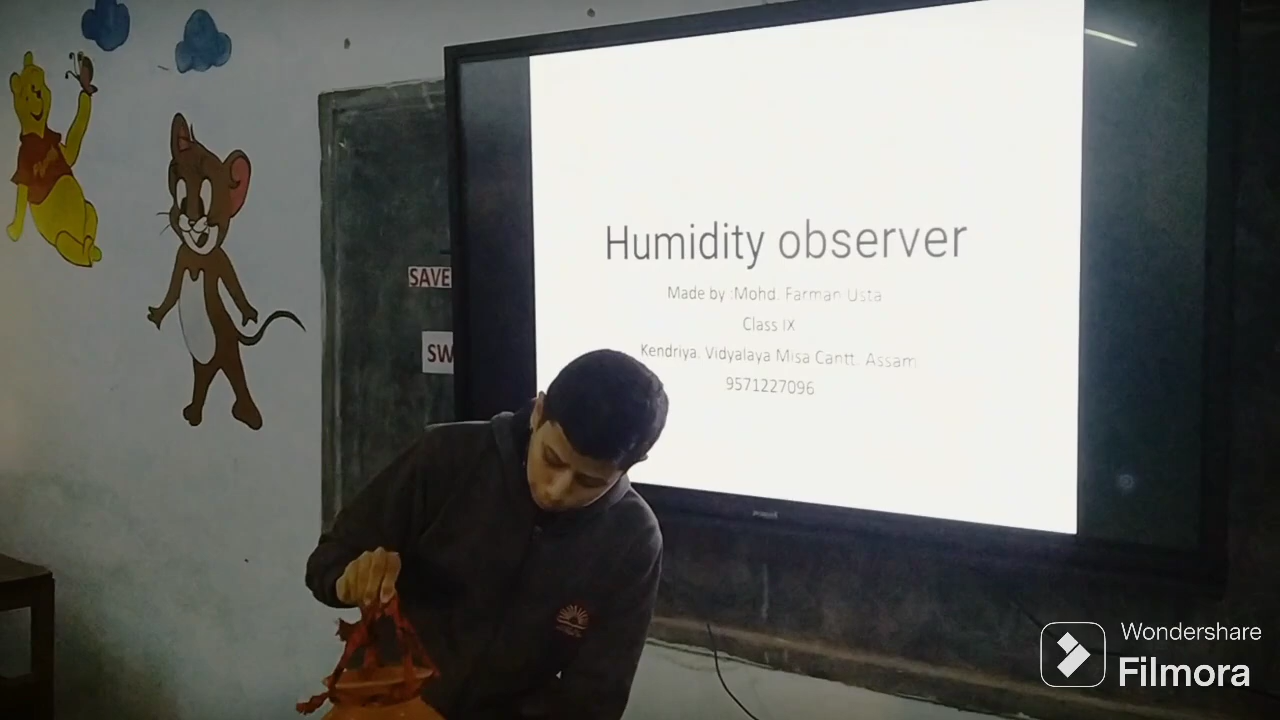 SAVE
SW
Humidity observer
Made by :Mohd. Farman Usta
Class IX
Kendriya. Vidyalaya Misa Cantt. Assam
9571227096
Wondershare
Filmora